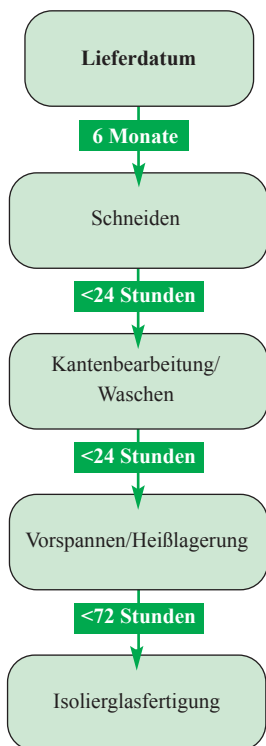 Lieferdatum
6 Monate
Schneiden
<24 Stunden
Kantenbearbeitung/
Waschen
<24 Stunden
Vorspannen/Heißlagerung
<72 Stunden
Isolierglasfertigung